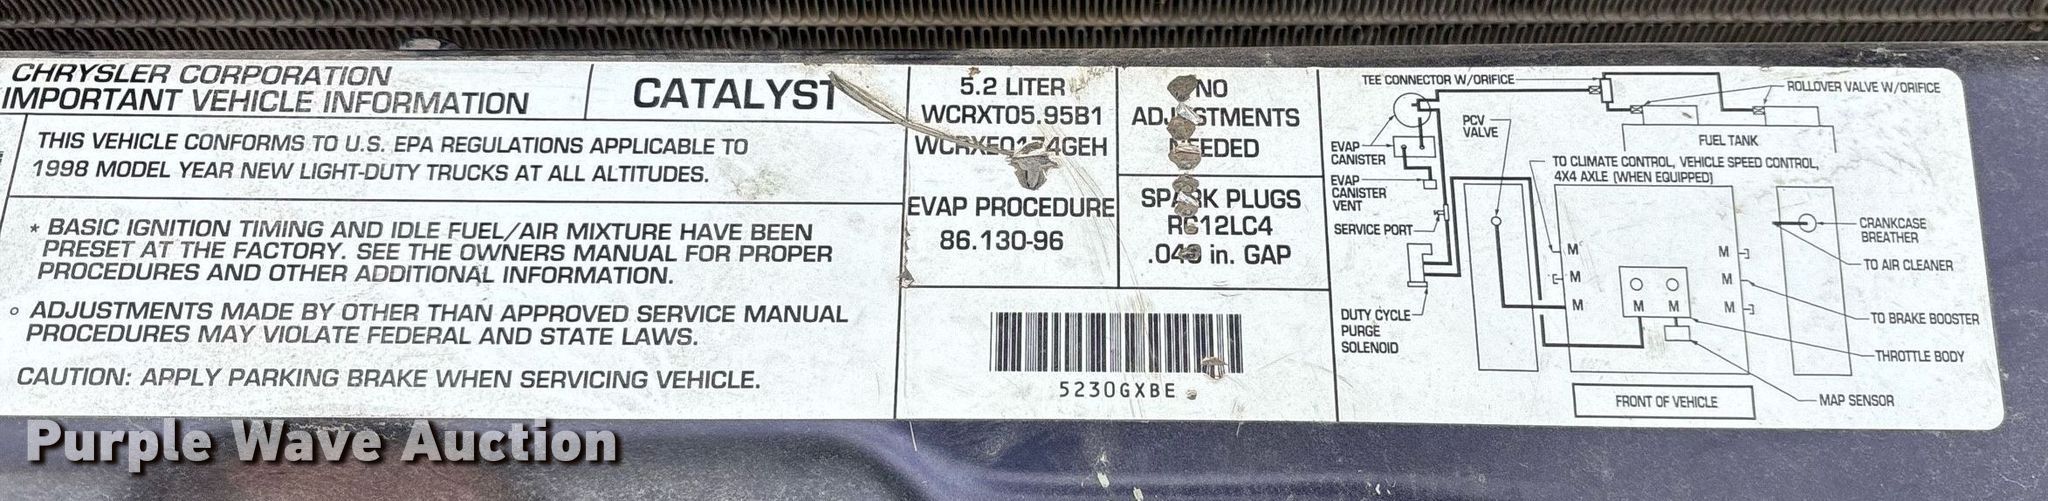 CHRYSLER CORPORATION
IMPORTANT VEHICLE INFORMATION
CATALYST
THIS VEHICLE CONFORMS TO U.S. EPA REGULATIONS APPLICABLE TO
1998 MODEL YEAR NEW LIGHT-DUTY TRUCKS AT ALL ALTITUDES.
* BASIC IGNITION TIMING AND IDLE FUEL/AIR MIXTURE HAVE BEEN
PRESET AT THE FACTORY. SEE THE OWNERS MANUAL FOR PROPER
PROCEDURES AND OTHER ADDITIONAL INFORMATION.
° ADJUSTMENTS MADE BY OTHER THAN APPROVED SERVICE MANUAL
PROCEDURES MAY VIOLATE FEDERAL AND STATE LAWS.
CAUTION: APPLY PARKING BRAKE WHEN SERVICING VEHICLE.
5.2 LITER
WCRXT05.95B1
EVAP PROCEDURE
86.130-96
NO
ADJUSTMENTS
NEEDED
SPARK PLUGS
RC12LC4
in. GAP
5230GXBE
TEE CONNECTOR W/ORIFICE
ROLLOVER VALVE W/ORIFICE
PCV
VALVE
FUEL TANK
EVAP
CANISTER
TO CLIMATE CONTROL, VEHICLE SPEED CONTROL,
4X4 AXLE (WHEN EQUIPPED)
EVAP
CANISTER
VENT
SERVICE PORT
CRANKCASE
BREATHER
TO AIR CLEANER
M
M
M
M
M
M
M M
DUTY CYCLE
PURGE
SOLENOID
TO BRAKE BOOSTER
THROTTLE BODY
MAP SENSOR
FRONT OF VEHICLE
Purple Wave Auction